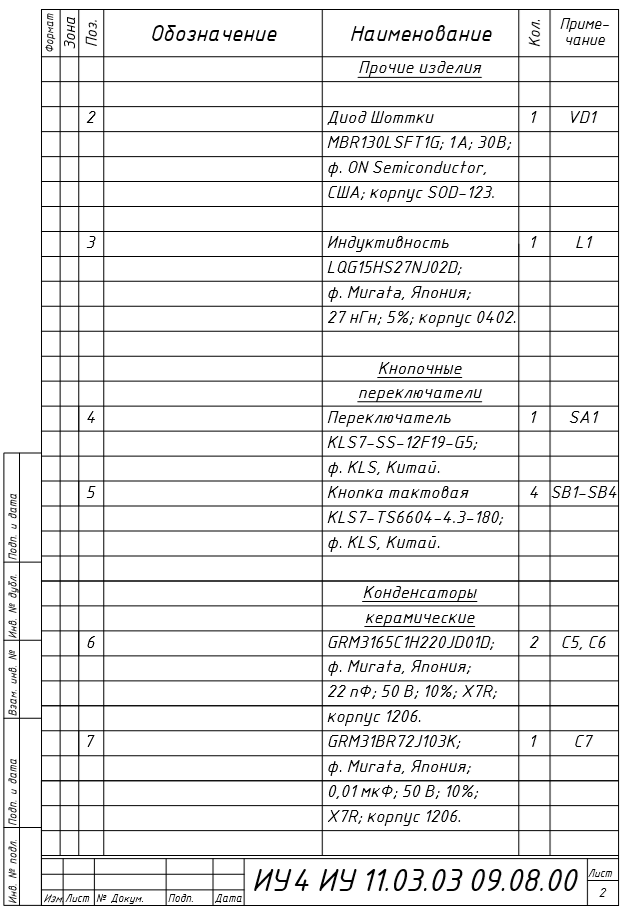 Формат Зона Поз. Обозначение Наименование Кол. Приме-
чание
Прочие изделия
2 Диод Шоттки 1 VD1
MBR130LSFT1G; 1А; 30В;
ф. ON Semiconductor,
США; корпус SOD-123.
3 Индуктивность 1 L1
LQG15HS27NJ02D;
ф. Murata, Япония;
27 нГн; 5%; корпус 0402.
Кнопочные
переключатели
4 Переключатель 1 SA1
KLS7-SS-12F19-G5;
ф. KLS, Китай.
5 Кнопка тактовая 4 SB1-SB4
KLS7-TS6604-4.3-180;
ф. KLS, Китай.
Конденсаторы
керамические
6 GRM3165C1H220JD01D; 2 C5, C6
ф. Murata, Япония;
22 пФ; 50 В; 10%; X7R;
корпус 1206.
7 GRM31BR72J103K; 1 C7
ф. Murata, Япония;
0,01 мкФ; 50 В; 10%;
X7R; корпус 1206.
Подп. и дата
Инв. № дубл.
Взам. инв. №
Подп. и дата
Инв. № подл.
Изм Лист № Докум. Подп. Дата
ИУ4 ИУ 11.03.03 09.08.00
Лист
2